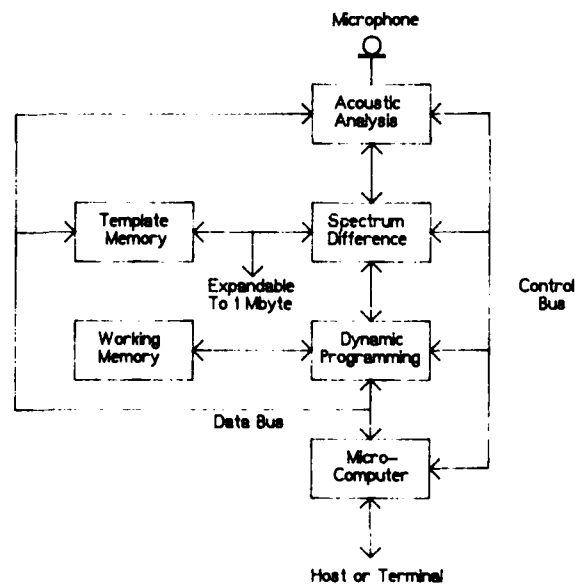 Microphone
Acoustic
Analysis
Template
Memory
Spectrum
Difference
Expandable
To 1 Mbyte
Control
Bus
Working
Memory
Dynamic
Programming
Data Bus
Micro-
Computer
Host or Terminal